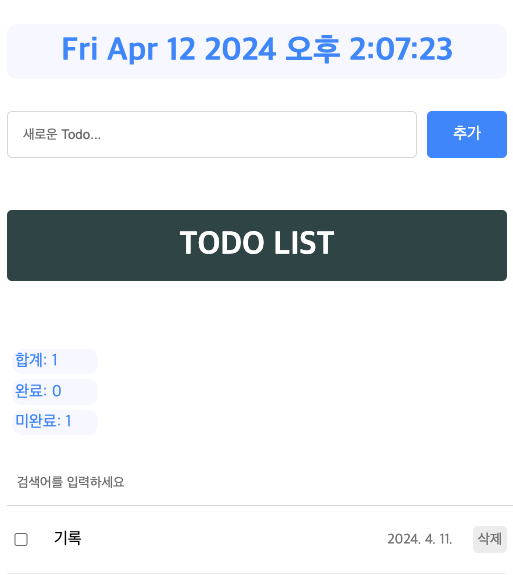 Fri Apr 12 2024 오후 2:07:23
새로운 Todo...
추가
TODO LIST
합계: 1
완료: 0
미완료: 1
검색어를 입력하세요
기록 2024. 4. 11. 삭제